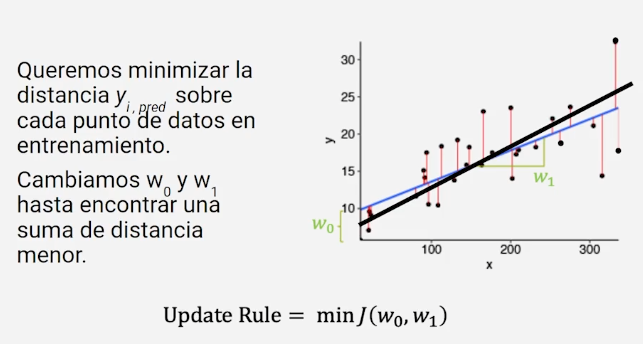 Queremos minimizar la
distancia y_{i, pred} sobre
cada punto de datos en
entrenamiento.
Cambiamos w_0 y w_1
hasta encontrar una
suma de distancia
menor.
30
25
20
15
10
y
w_0
w_1
100
200
300
x
Update Rule = min J(w_0, w_1)